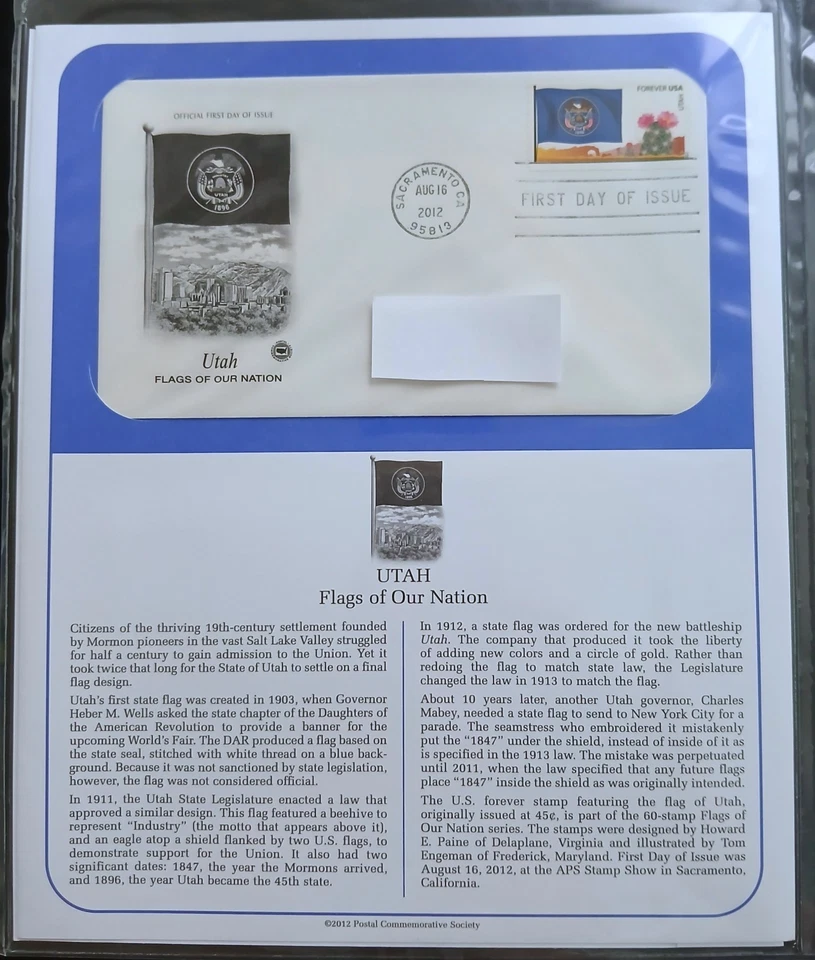 OFFICIAL FIRST DAY OF ISSUE
FOREVER USA
UTAH
SACRAMENTO CA
AUG 16
2012
95813
FIRST DAY OF ISSUE
UTAH
1896
Utah
FLAGS OF OUR NATION
UTAH
Flags of Our Nation
Citizens of the thriving 19th-century settlement founded
by Mormon pioneers in the vast Salt Lake Valley struggled
for half a century to gain admission to the Union. Yet it
took twice that long for the State of Utah to settle on a final
flag design.
Utah's first state flag was created in 1903, when Governor
Heber M. Wells asked the state chapter of the Daughters of
the American Revolution to provide a banner for the
upcoming World's Fair. The DAR produced a flag based on
the state seal, stitched with white thread on a blue back-
ground. Because it was not sanctioned by state legislation,
however, the flag was not considered official.
In 1911, the Utah State Legislature enacted a law that
approved a similar design. This flag featured a beehive to
represent “Industry” (the motto that appears above it),
and an eagle atop a shield flanked by two U.S. flags, to
demonstrate support for the Union. It also had two
significant dates: 1847, the year the Mormons arrived,
and 1896, the year Utah became the 45th state.
In 1912, a state flag was ordered for the new battleship
Utah. The company that produced it took the liberty
of adding new colors and a circle of gold. Rather than
redoing the flag to match state law, the Legislature
changed the law in 1913 to match the flag.
About 10 years later, another Utah governor, Charles
Mabey, needed a state flag to send to New York City for a
parade. The seamstress who embroidered it mistakenly
put the “1847” under the shield, instead of inside of it as
is specified in the 1913 law. The mistake was perpetuated
until 2011, when the law specified that any future flags
place “1847” inside the shield as was originally intended.
The U.S. forever stamp featuring the flag of Utah,
originally issued at 45¢, is part of the 60-stamp Flags of
Our Nation series. The stamps were designed by Howard
E. Paine of Delaplane, Virginia and illustrated by Tom
Engeman of Frederick, Maryland. First Day of Issue was
August 16, 2012, at the APS Stamp Show in Sacramento,
California.
©2012 Postal Commemorative Society